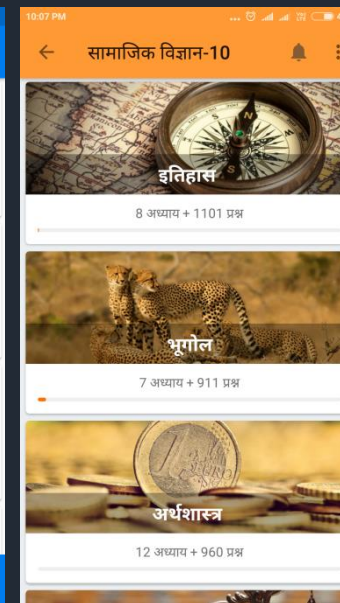 10:07 PM
सामाजिक विज्ञान-10
इतिहास
8 अध्याय + 1101 प्रश्न
भूगोल
7 अध्याय + 911 प्रश्न
अर्थशास्त्र
12 अध्याय + 960 प्रश्न